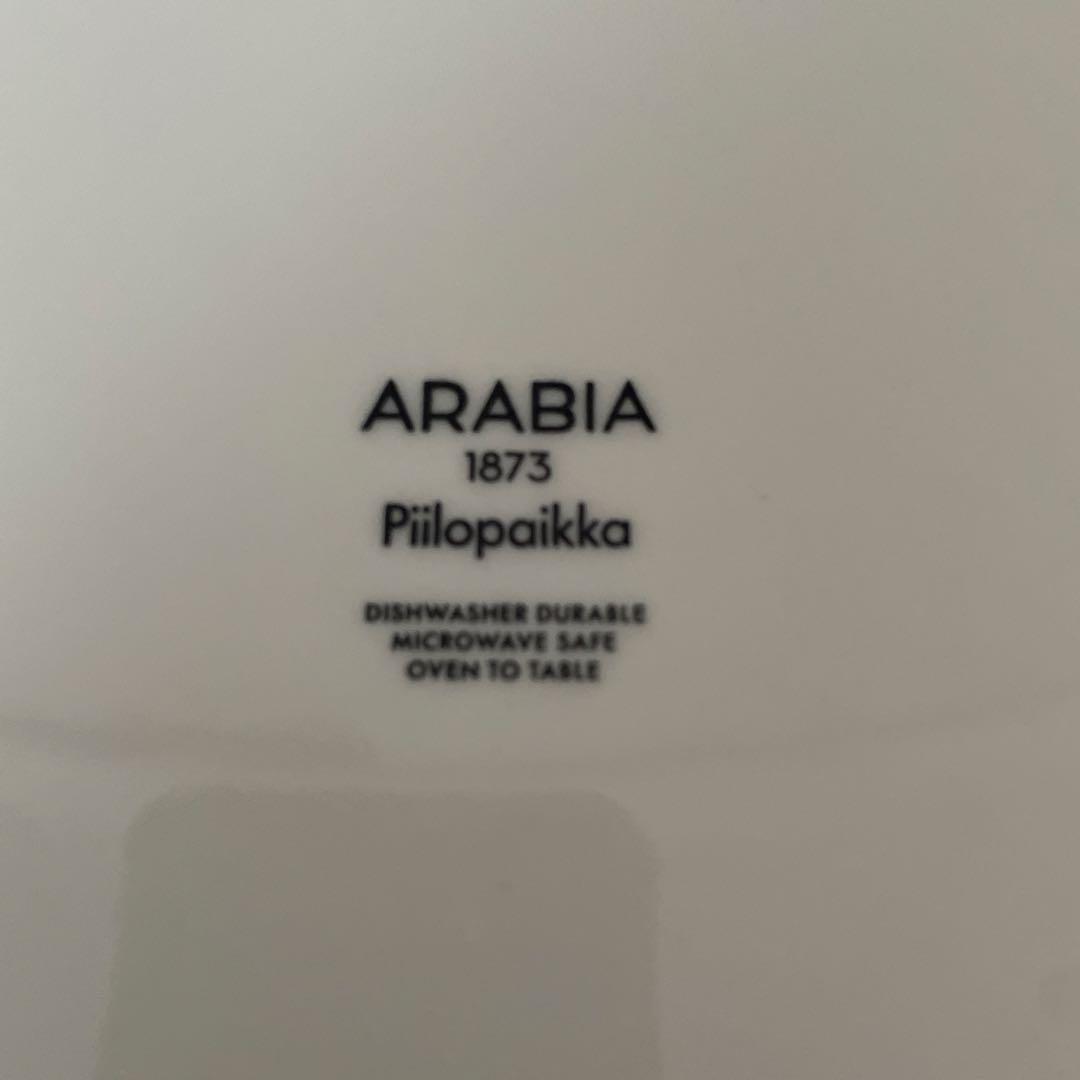 ARABIA
1873
Piilopaikka
DISHWASHER DURABLE
MICROWAVE SAFE
OVEN TO TABLE